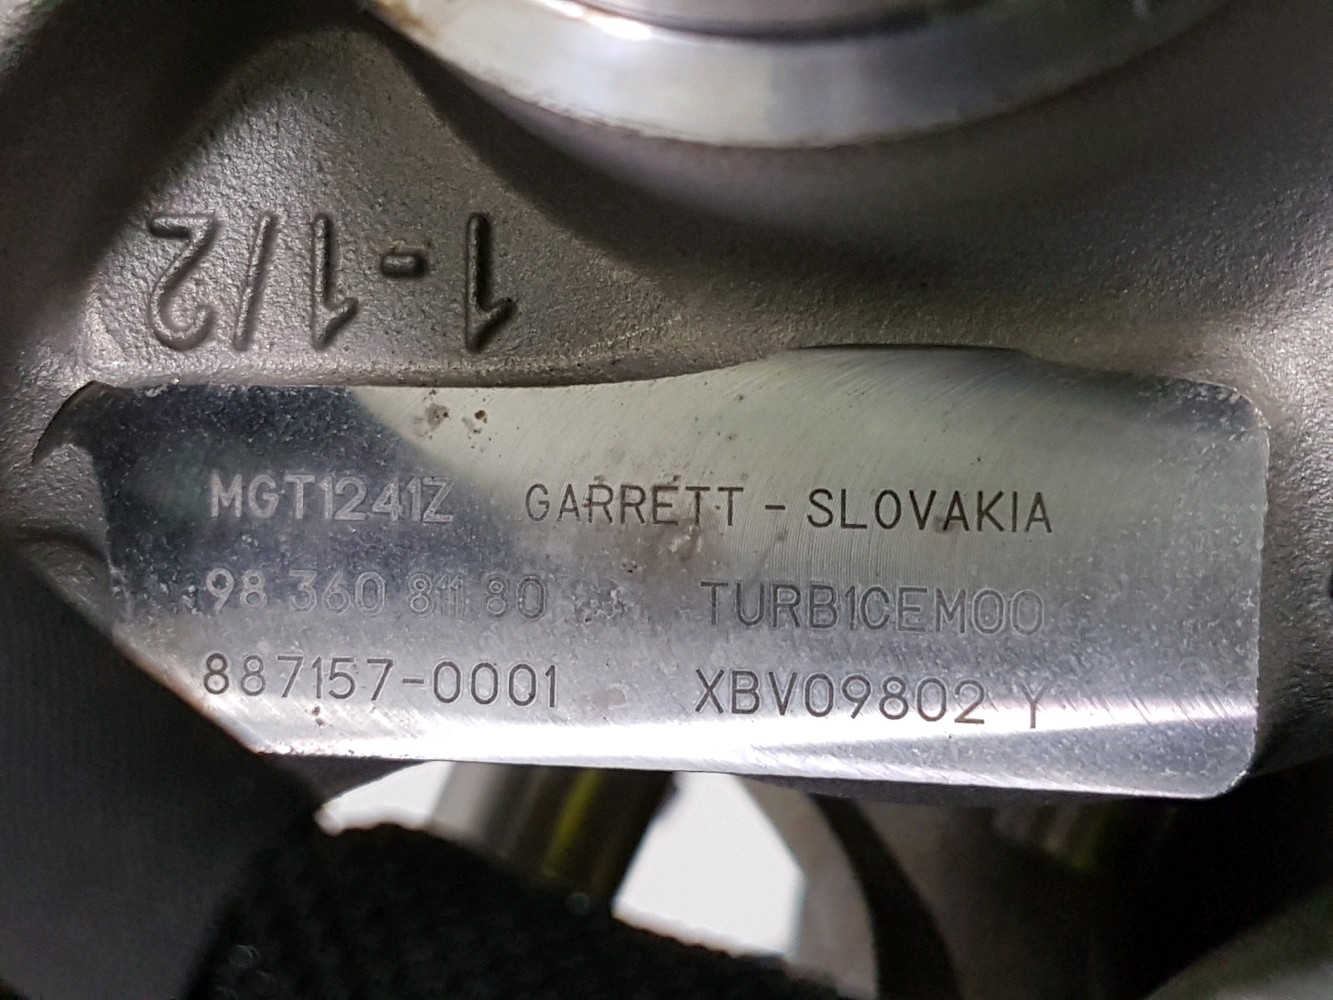 1-1/2
MGT1241Z GARRETT - SLOVAKIA
98 360 811 80 TURB1CEM00
887157-0001 XBV09802 Y